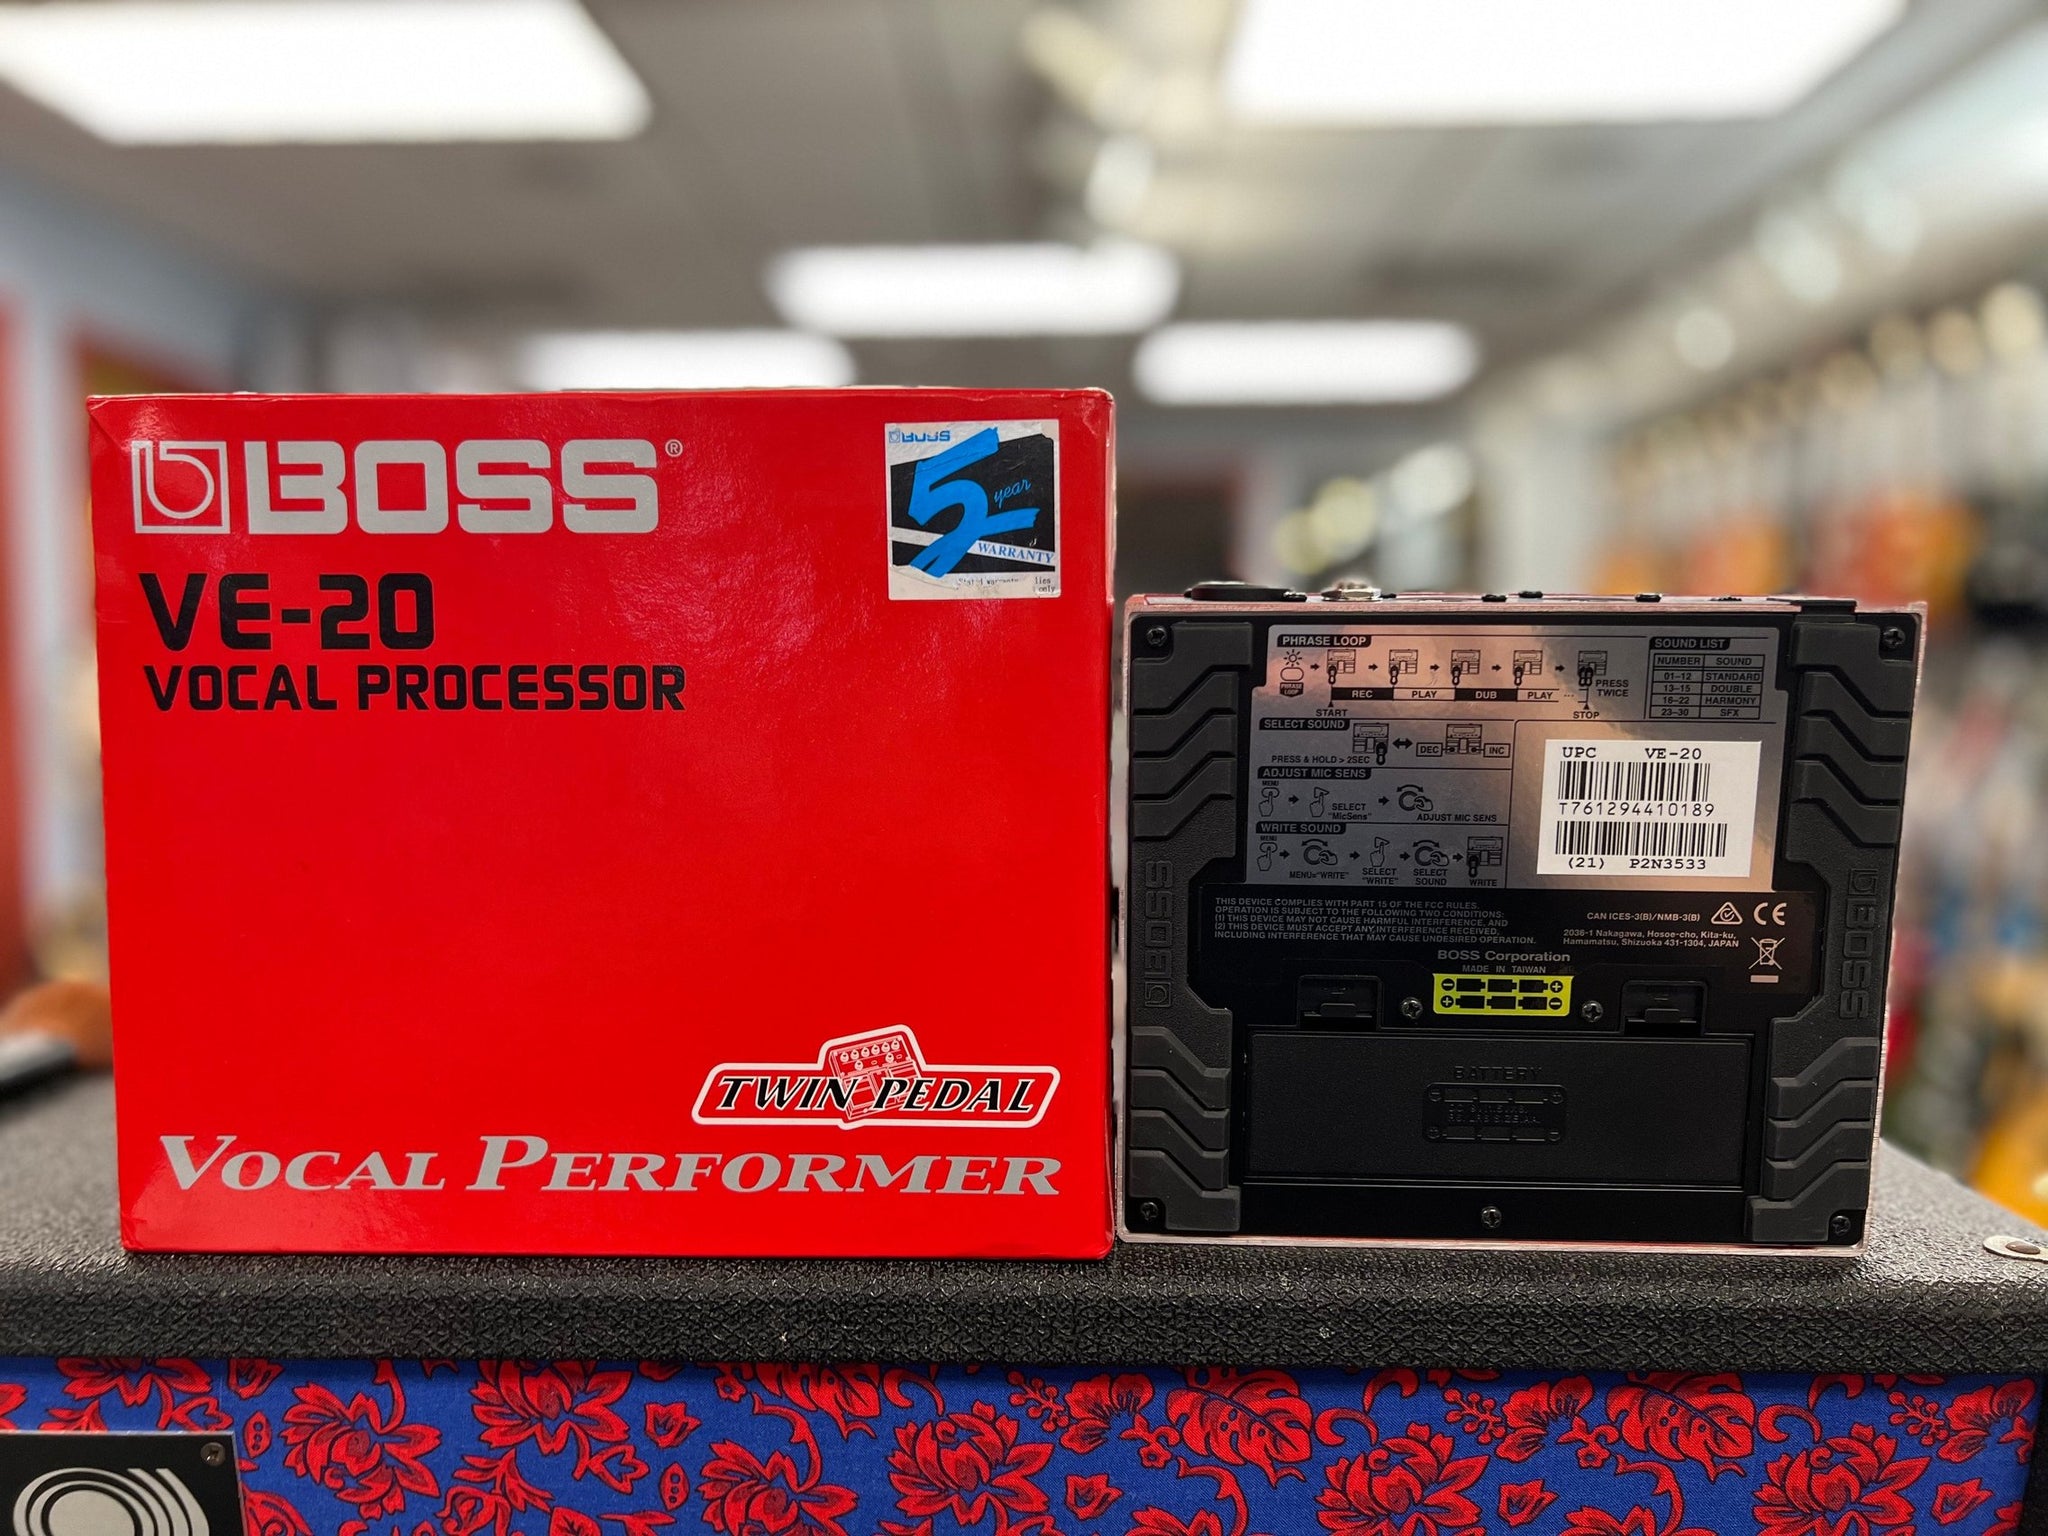 BOSS®
VE-20
VOCAL PROCESSOR
BOSS
5
year
WARRANTY
only
TWIN PEDAL
VOCAL PERFORMER
PHRASE LOOP
PHRASE
LOOP
REC PLAY DUB PLAY ...
PRESS
TWICE
START
STOP
SOUND LIST
NUMBER SOUND
01–12 STANDARD
13–15 DOUBLE
16–22 HARMONY
23–30 SFX
SELECT SOUND
DEC INC
PRESS & HOLD > 2SEC
ADJUST MIC SENS
MENU
SELECT
"MicSens"
ADJUST MIC SENS
WRITE SOUND
MENU
MENU="WRITE"
SELECT
"WRITE"
SELECT
SOUND
WRITE
UPC VE-20
T761294410189
(21) P2N3533
THIS DEVICE COMPLIES WITH PART 15 OF THE FCC RULES.
OPERATION IS SUBJECT TO THE FOLLOWING TWO CONDITIONS:
(1) THIS DEVICE MAY NOT CAUSE HARMFUL INTERFERENCE, AND
(2) THIS DEVICE MUST ACCEPT ANY INTERFERENCE RECEIVED,
INCLUDING INTERFERENCE THAT MAY CAUSE UNDESIRED OPERATION.
CAN ICES-3(B)/NMB-3(B)
CE
2036-1 Nakagawa, Hosoe-cho, Kita-ku,
Hamamatsu, Shizuoka 431-1304, JAPAN
BOSS Corporation
MADE IN TAIWAN
BATTERY
BOSS
BOSS